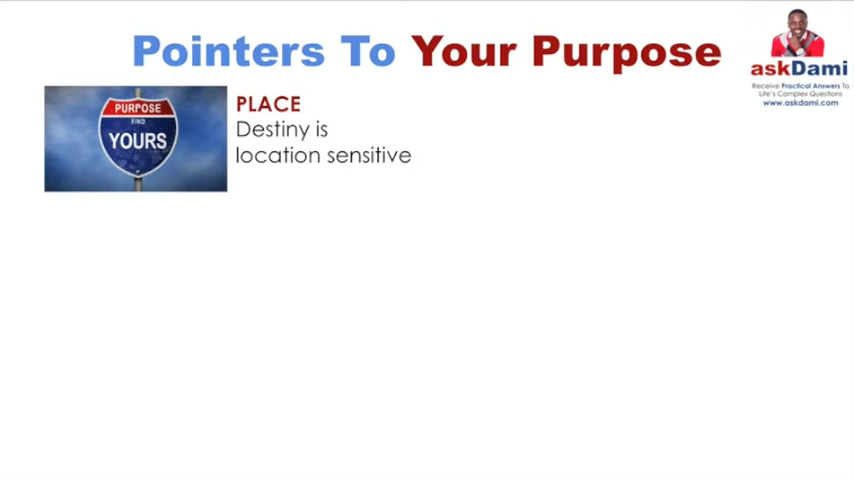 Pointers To Your Purpose
askDami
Receive Practical Answers To
Life's Complex Questions
www.askdami.com
PURPOSE
FIND
YOURS
PLACE
Destiny is
location sensitive